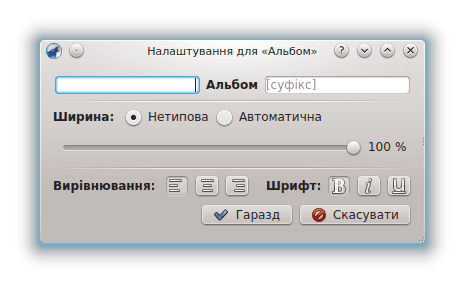 Налаштування для «Альбом»
Альбом [суфікс]
Ширина: Нетипова Автоматична
100 %
Вирівнювання: Шрифт: B i U
Гаразд Скасувати